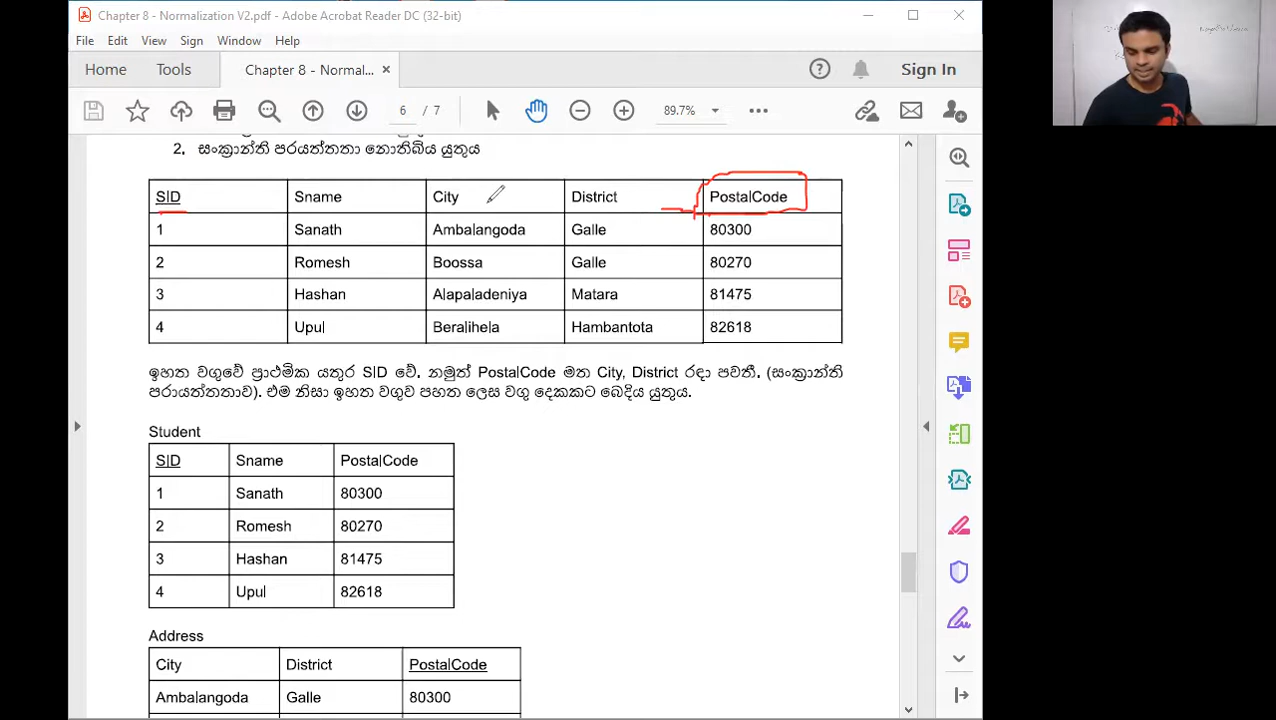 Chapter 8 - Normalization V2.pdf - Adobe Acrobat Reader DC (32-bit)
File Edit View Sign Window Help
Home Tools Chapter 8 - Normal... Sign In
6 / 7 89.7%
2. සංක්‍රාන්ති පරයත්තතා නොතිබිය යුතුය
SID Sname City District PostalCode
1 Sanath Ambalangoda Galle 80300
2 Romesh Boossa Galle 80270
3 Hashan Alapaladeniya Matara 81475
4 Upul Beralihela Hambantota 82618
ඉහත වගුවේ ප්‍රාථමික යතුර SID වේ. නමුත් PostalCode මත City, District රඳා පවතී. (සංක්‍රාන්ති
පරායත්තතාව). එම නිසා ඉහත වගුව පහත ලෙස වගු දෙකකට බෙදිය යුතුය.
Student
SID Sname PostalCode
1 Sanath 80300
2 Romesh 80270
3 Hashan 81475
4 Upul 82618
Address
City District PostalCode
Ambalangoda Galle 80300